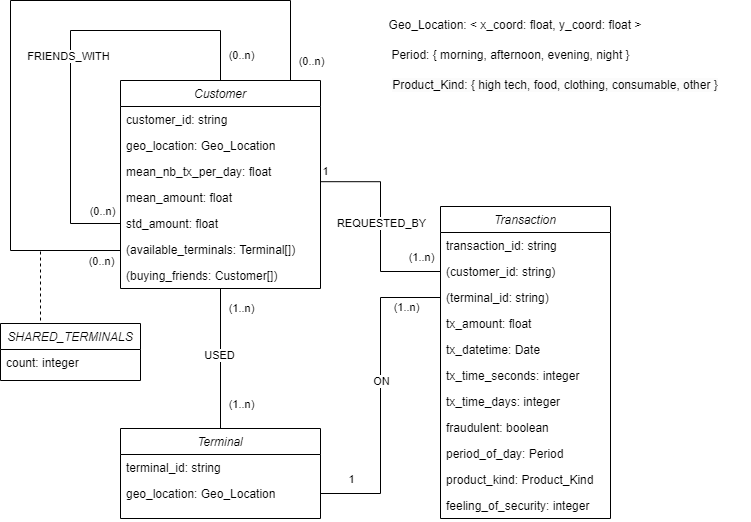 Geo_Location: < x_coord: float, y_coord: float >
Period: { morning, afternoon, evening, night }
Product_Kind: { high tech, food, clothing, consumable, other }
FRIENDS_WITH
(0..n)
(0..n)
Customer
customer_id: string
geo_location: Geo_Location
mean_nb_tx_per_day: float
mean_amount: float
std_amount: float
(available_terminals: Terminal[])
(buying_friends: Customer[])
(0..n)
(0..n)
1
REQUESTED_BY
(1..n)
Transaction
transaction_id: string
(customer_id: string)
(terminal_id: string)
tx_amount: float
tx_datetime: Date
tx_time_seconds: integer
tx_time_days: integer
fraudulent: boolean
period_of_day: Period
product_kind: Product_Kind
feeling_of_security: integer
(1..n)
(1..n)
SHARED_TERMINALS
count: integer
USED
ON
(1..n)
Terminal
terminal_id: string
geo_location: Geo_Location
1